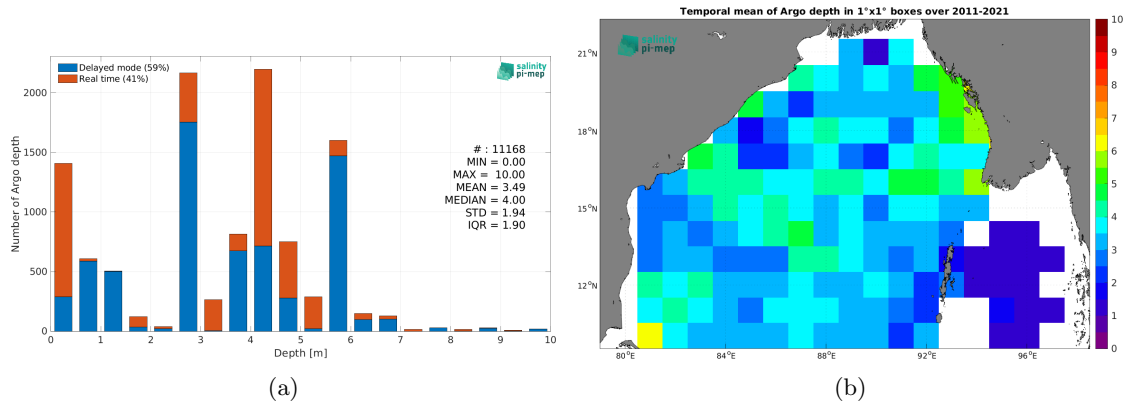 Delayed mode (59%)
Real time (41%)
salinity
pi-mep
# : 11168
MIN = 0.00
MAX = 10.00
MEAN = 3.49
MEDIAN = 4.00
STD = 1.94
IQR = 1.90
Number of Argo depth
2000
1500
1000
500
0
0 1 2 3 4 5 6 7 8 9 10
Depth [m]
(a)
Temporal mean of Argo depth in 1°x1° boxes over 2011-2021
salinity
pi-mep
21°N
18°N
15°N
12°N
80°E 84°E 88°E 92°E 96°E
10
9
8
7
6
5
4
3
2
1
0
(b)